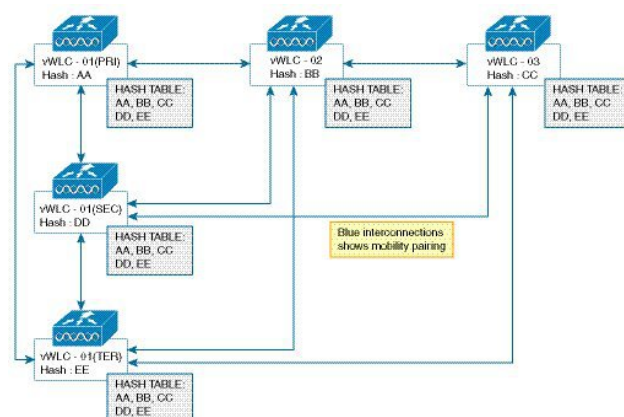 vWLC - 01(PRI)
Hash : AA
HASH TABLE:
AA, BB, CC
DD, EE
vWLC - 02
Hash : BB
HASH TABLE:
AA, BB, CC
DD, EE
vWLC - 03
Hash : CC
HASH TABLE:
AA, BB, CC
DD, EE
vWLC - 01(SEC)
Hash : DD
HASH TABLE:
AA, BB, CC
DD, EE
Blue interconnections
shows mobility pairing
vWLC - 01(TER)
Hash : EE
HASH TABLE:
AA, BB, CC
DD, EE